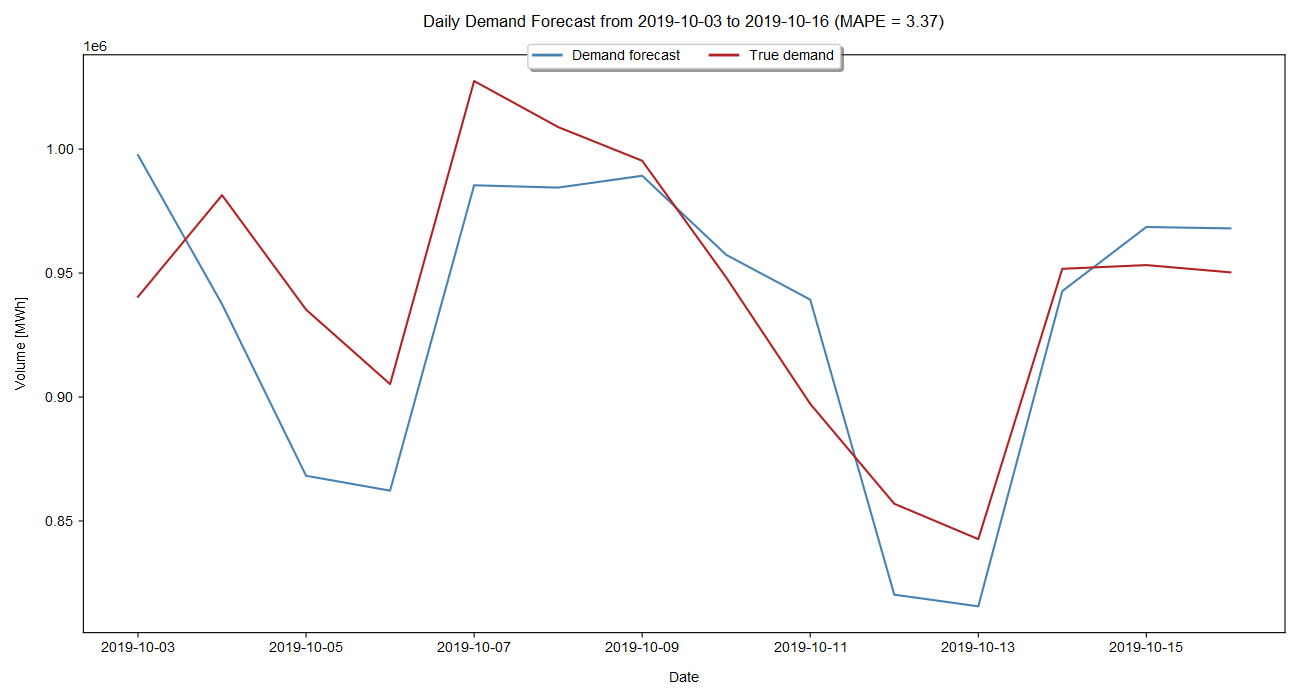 Daily Demand Forecast from 2019-10-03 to 2019-10-16 (MAPE = 3.37)
1e6
Demand forecast True demand
1.00
0.95
0.90
0.85
Volume [MWh]
2019-10-03 2019-10-05 2019-10-07 2019-10-09 2019-10-11 2019-10-13 2019-10-15
Date